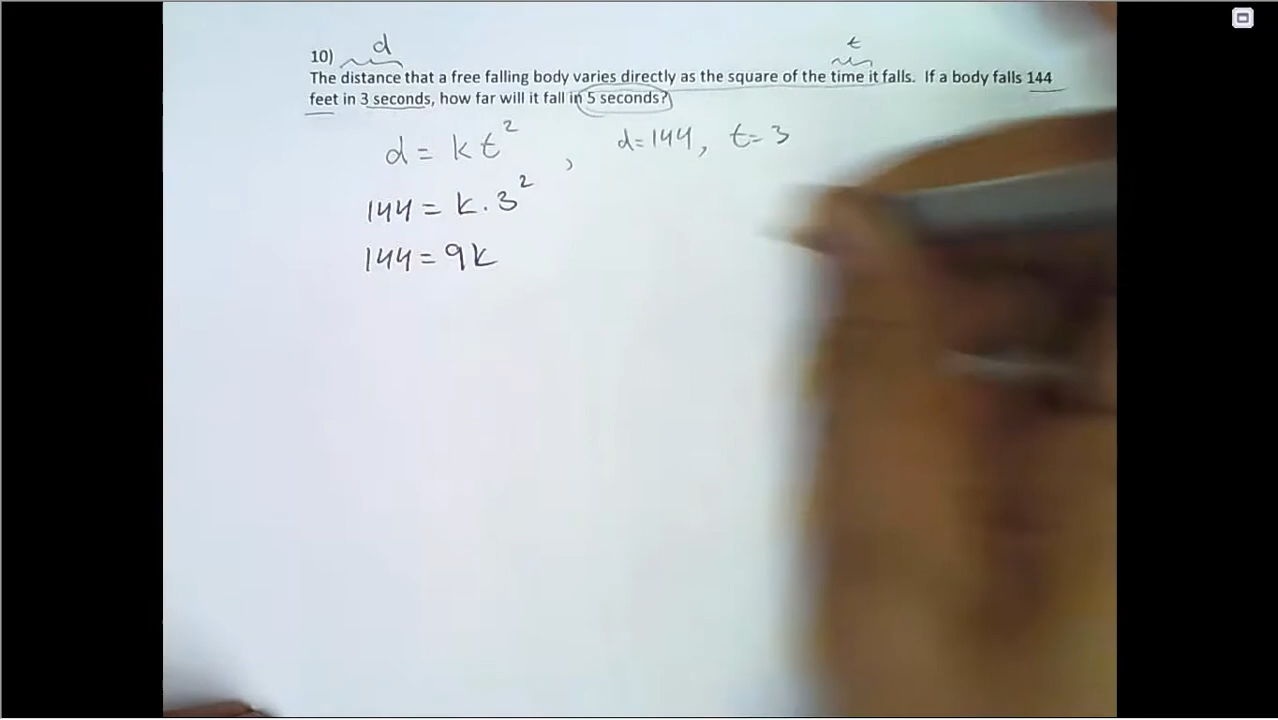 10) d t
The distance that a free falling body varies directly as the square of the time it falls. If a body falls 144
feet in 3 seconds, how far will it fall in 5 seconds?
d = kt² , d=144, t=3
144 = k·3²
144 = 9k